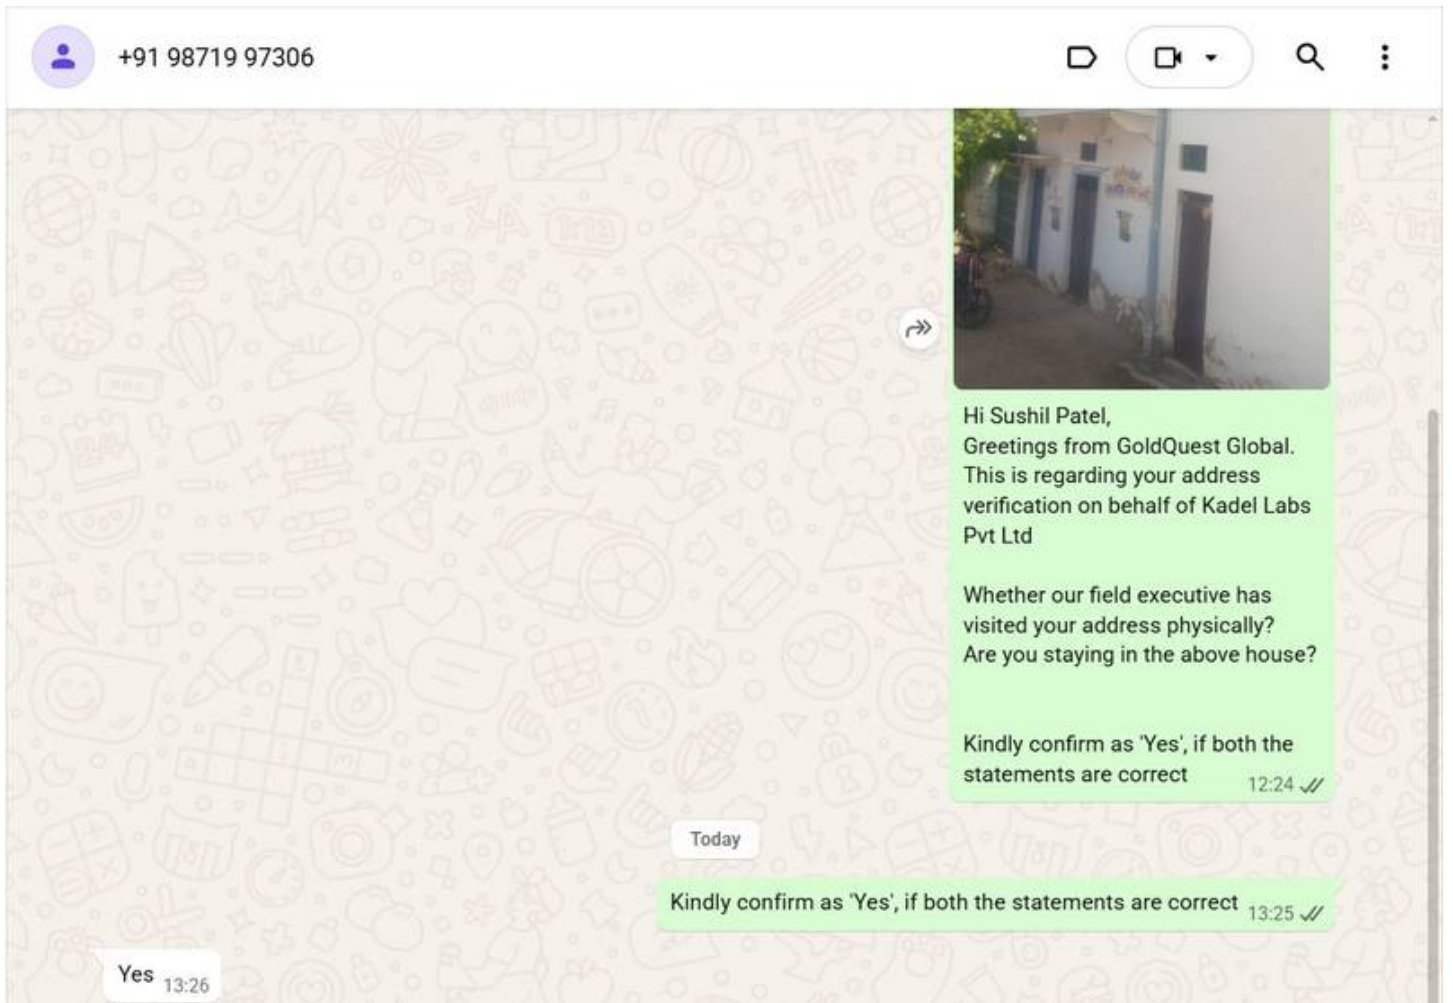 +91 98719 97306
Hi Sushil Patel,
Greetings from GoldQuest Global.
This is regarding your address
verification on behalf of Kadel Labs
Pvt Ltd
Whether our field executive has
visited your address physically?
Are you staying in the above house?
Kindly confirm as 'Yes', if both the
statements are correct
12:24
Today
Kindly confirm as 'Yes', if both the statements are correct 13:25
Yes 13:26